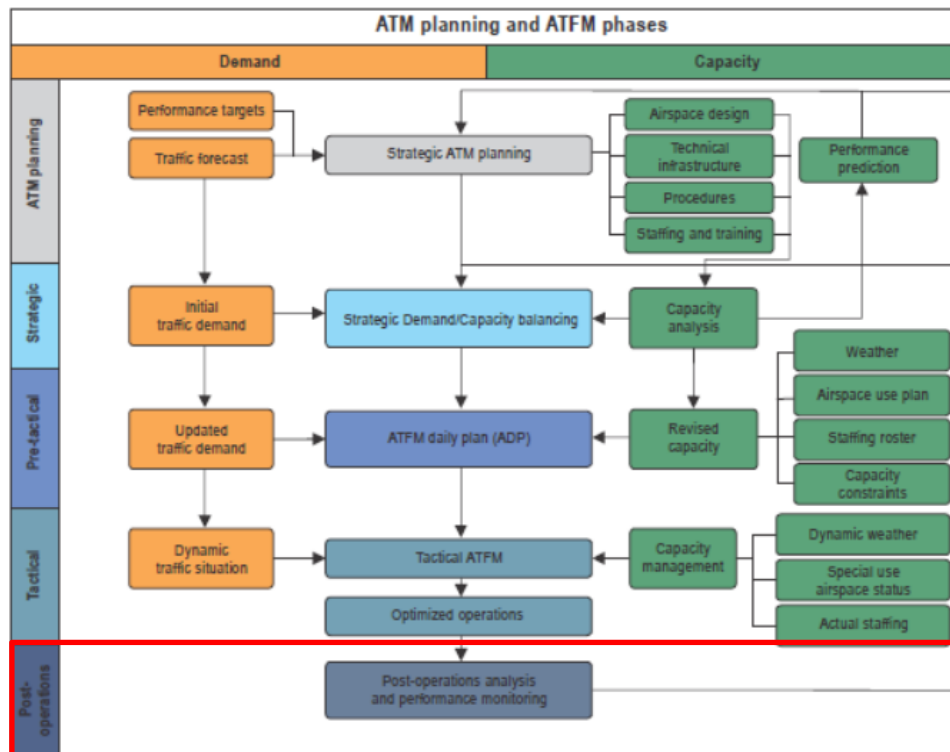 ATM planning and ATFM phases
Demand
Capacity
ATM planning
Performance targets
Traffic forecast
Strategic ATM planning
Airspace design
Technical
infrastructure
Procedures
Staffing and training
Performance
prediction
Strategic
Initial
traffic demand
Strategic Demand/Capacity balancing
Capacity
analysis
Pre-tactical
Updated
traffic demand
ATFM daily plan (ADP)
Revised
capacity
Weather
Airspace use plan
Staffing roster
Capacity
constraints
Tactical
Dynamic
traffic situation
Tactical ATFM
Optimized operations
Capacity
management
Dynamic weather
Special use
airspace status
Actual staffing
Post-
operations
Post-operations analysis
and performance monitoring